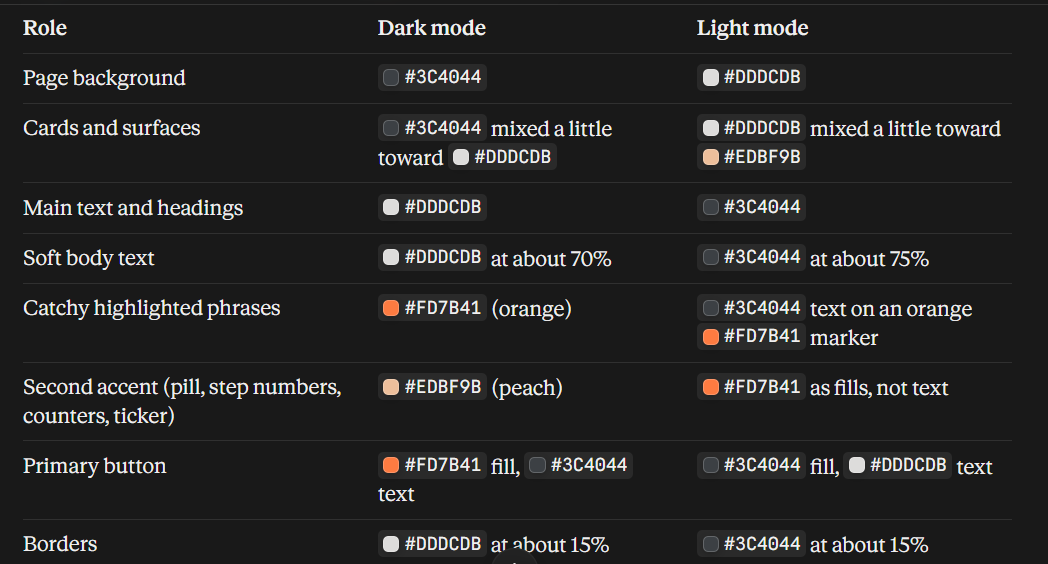 Role Dark mode Light mode
Page background #3C4044 #DDDCDB
Cards and surfaces #3C4044 mixed a little #DDDCDB mixed a little toward
toward #DDDCDB #EDBF9B
Main text and headings #DDDCDB #3C4044
Soft body text #DDDCDB at about 70% #3C4044 at about 75%
Catchy highlighted phrases #FD7B41 (orange) #3C4044 text on an orange
#FD7B41 marker
Second accent (pill, step numbers, #EDBF9B (peach) #FD7B41 as fills, not text
counters, ticker)
Primary button #FD7B41 fill, #3C4044 #3C4044 fill, #DDDCDB text
text
Borders #DDDCDB at about 15% #3C4044 at about 15%